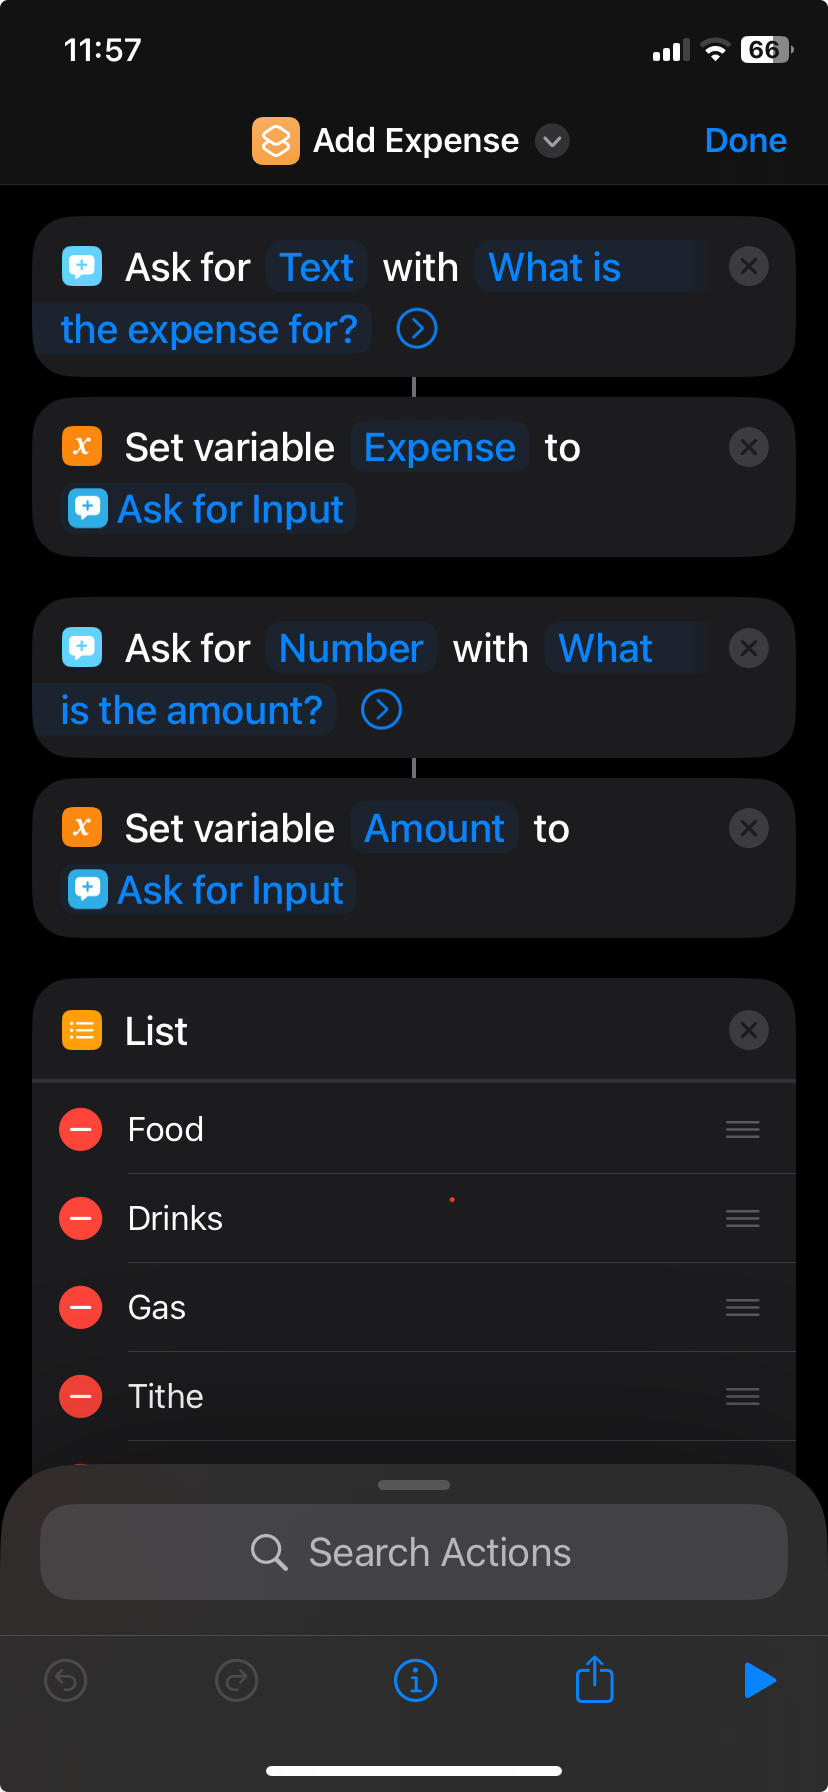 11:57
66
Add Expense
Done
Ask for Text with What is
the expense for?
x Set variable Expense to
Ask for Input
Ask for Number with What
is the amount?
x Set variable Amount to
Ask for Input
List
Food
Drinks
Gas
Tithe
Search Actions